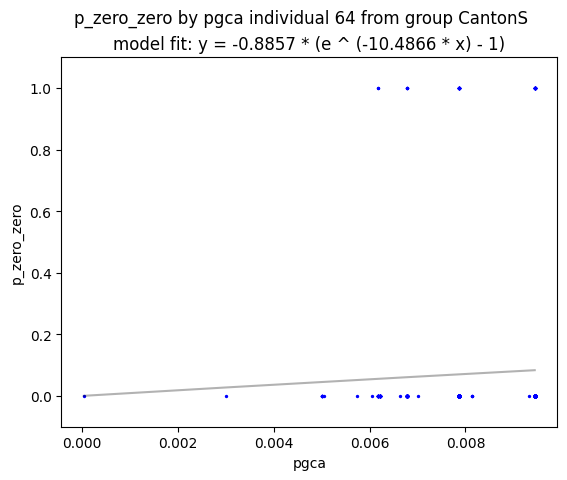 p_zero_zero by pgca individual 64 from group CantonS
model fit: y = -0.8857 * (e ^ (-10.4866 * x) - 1)
1.0
0.8
0.6
0.4
0.2
0.0
p_zero_zero
0.000 0.002 0.004 0.006 0.008
pgca